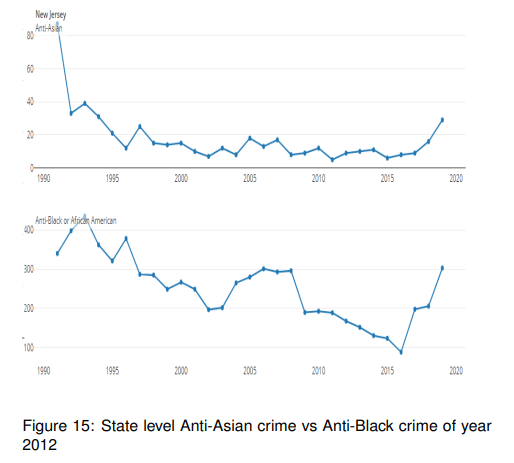 New Jersey
Anti-Asian
80
60
40
20
0
1990 1995 2000 2005 2010 2015 2020
Anti-Black or African American
400
300
200
100
1990 1995 2000 2005 2010 2015 2020
Figure 15: State level Anti-Asian crime vs Anti-Black crime of year
2012